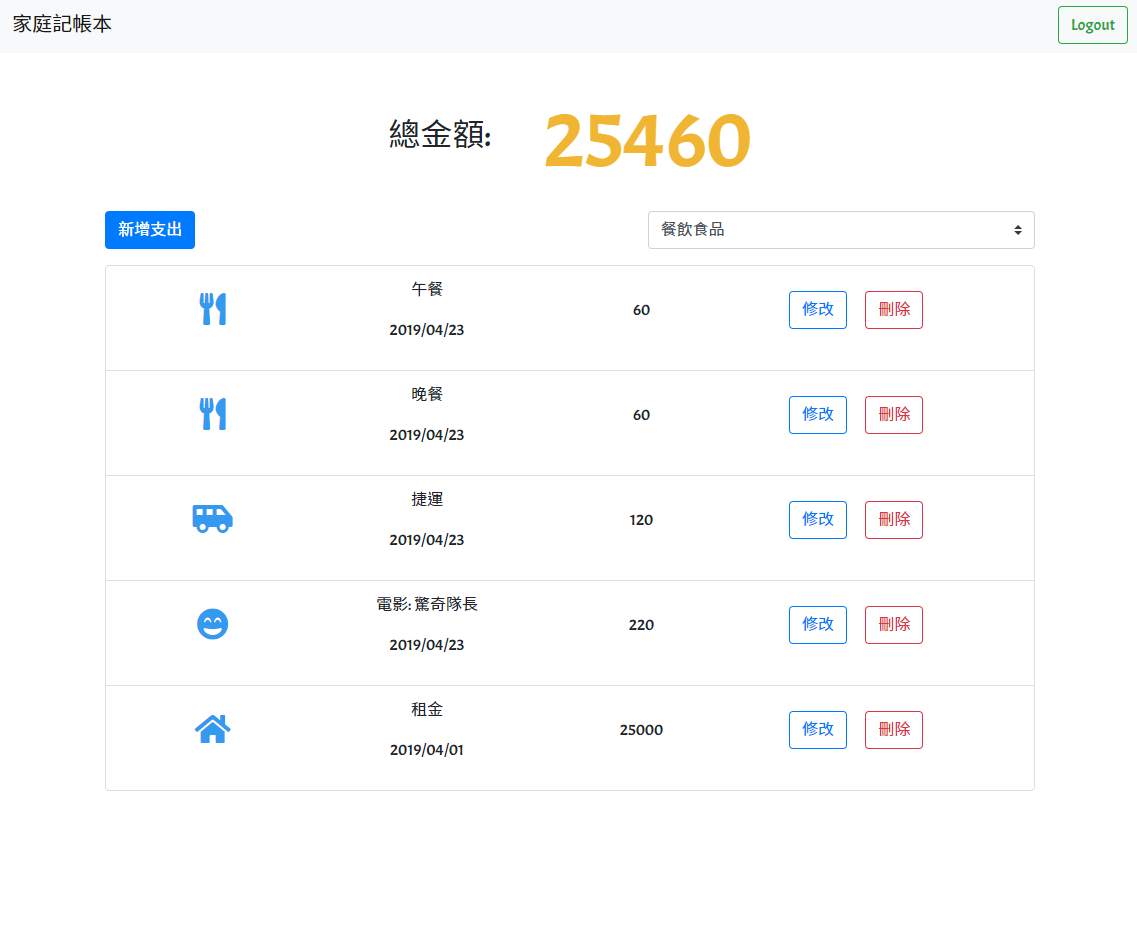 家庭記帳本
Logout
總金額: 25460
新增支出
餐飲食品
午餐
2019/04/23
60
修改
刪除
晚餐
2019/04/23
60
修改
刪除
捷運
2019/04/23
120
修改
刪除
電影: 驚奇隊長
2019/04/23
220
修改
刪除
租金
2019/04/01
25000
修改
刪除